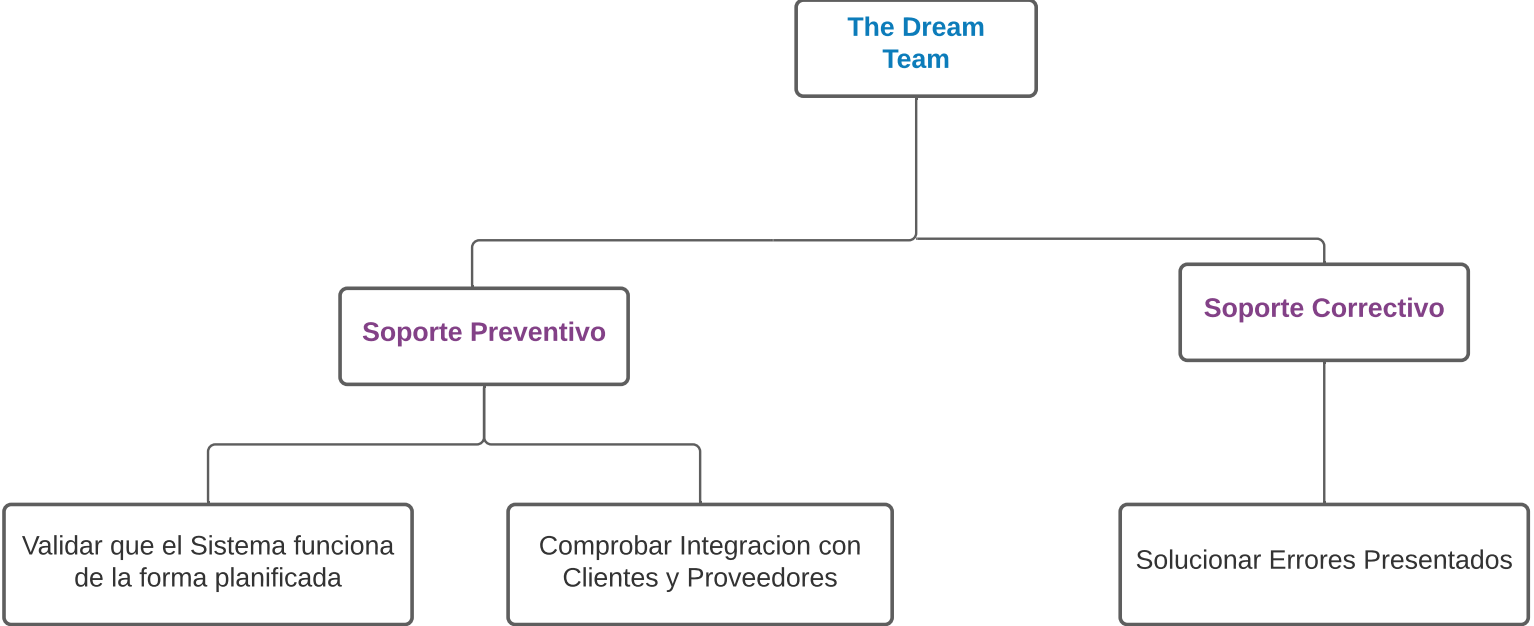 The Dream
Team
Soporte Preventivo
Soporte Correctivo
Validar que el Sistema funciona
de la forma planificada
Comprobar Integracion con
Clientes y Proveedores
Solucionar Errores Presentados